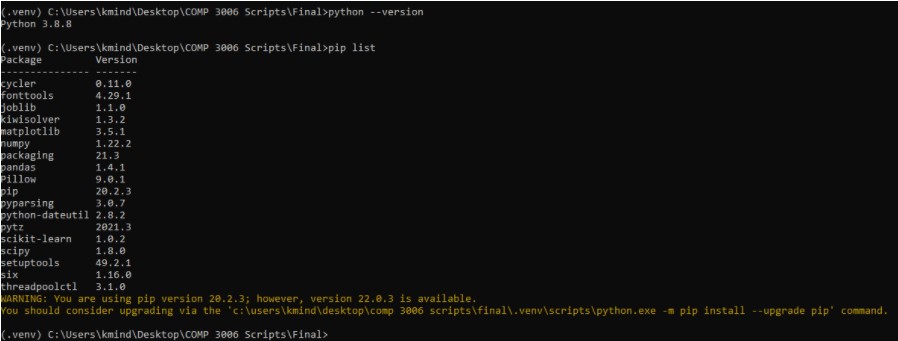 (.venv) C:\Users\kmind\Desktop\COMP 3006 Scripts\Final>python --version
Python 3.8.8
(.venv) C:\Users\kmind\Desktop\COMP 3006 Scripts\Final>pip list
Package         Version
--------------- -------
cycler          0.11.0
fonttools       4.29.1
joblib          1.1.0
kiwisolver      1.3.2
matplotlib      3.5.1
numpy           1.22.2
packaging       21.3
pandas          1.4.1
Pillow          9.0.1
pip             20.2.3
pyparsing       3.0.7
python-dateutil 2.8.2
pytz            2021.3
scikit-learn    1.0.2
scipy           1.8.0
setuptools      49.2.1
six             1.16.0
threadpoolctl   3.1.0
WARNING: You are using pip version 20.2.3; however, version 22.0.3 is available.
You should consider upgrading via the 'c:\users\kmind\desktop\comp 3006 scripts\final\.venv\scripts\python.exe -m pip install --upgrade pip' command.
(.venv) C:\Users\kmind\Desktop\COMP 3006 Scripts\Final>